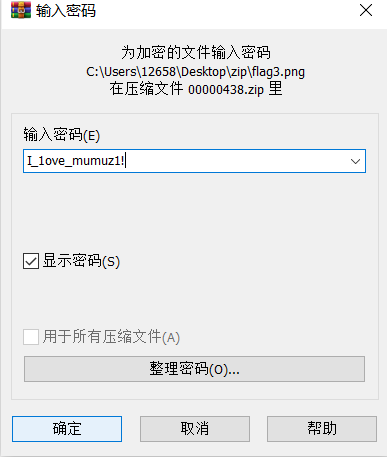 输入密码
为加密的文件输入密码
C:\Users\12658\Desktop\zip\flag3.png
在压缩文件 00000438.zip 里
输入密码(E)
I_1ove_mumuz1!
显示密码(S)
用于所有压缩文件(A)
整理密码(O)...
确定 取消 帮助